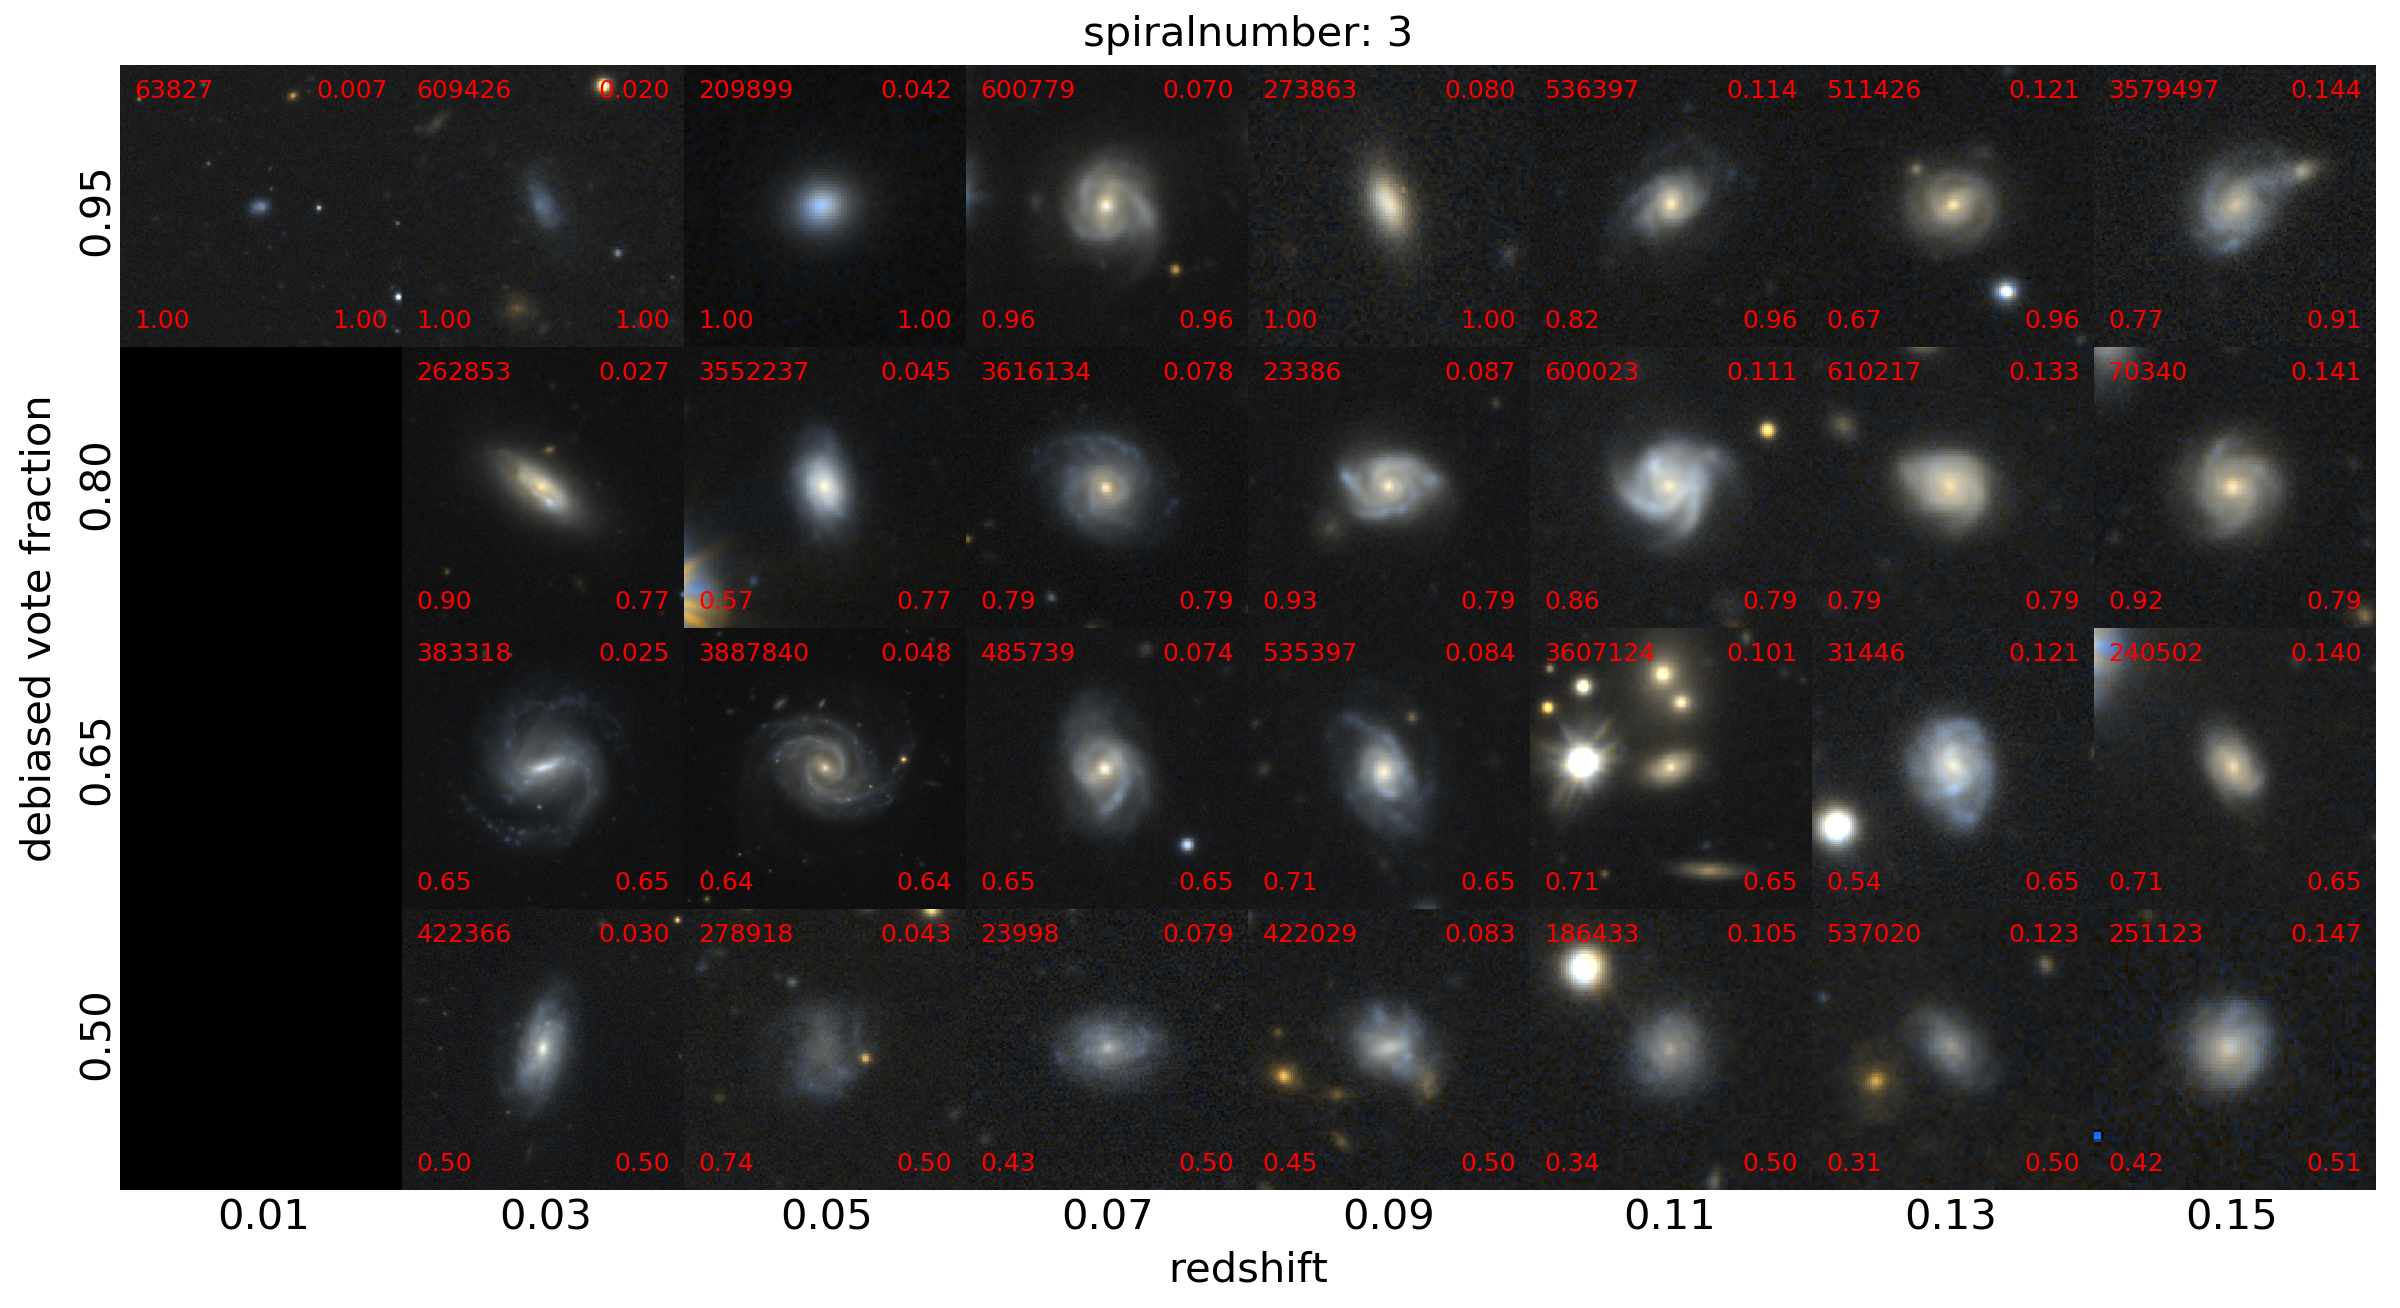 spiralnumber: 3
63827 0.007 609426 0.020 209899 0.042 600779 0.070 273863 0.080 536397 0.114 511426 0.121 3579497 0.144
0.95
1.00 1.00 1.00 1.00 1.00 1.00 0.96 0.96 1.00 1.00 0.82 0.96 0.67 0.96 0.77 0.91
262853 0.027 3552237 0.045 3616134 0.078 23386 0.087 600023 0.111 610217 0.133 70340 0.141
0.80
0.90 0.77 0.57 0.77 0.79 0.79 0.93 0.79 0.86 0.79 0.79 0.79 0.92 0.79
debiased vote fraction
383318 0.025 3887840 0.048 485739 0.074 535397 0.084 3607124 0.101 31446 0.121 240502 0.140
0.65
0.65 0.65 0.64 0.64 0.65 0.65 0.71 0.65 0.71 0.65 0.54 0.65 0.71 0.65
422366 0.030 278918 0.043 23998 0.079 422029 0.083 186433 0.105 537020 0.123 251123 0.147
0.50
0.50 0.50 0.74 0.50 0.43 0.50 0.45 0.50 0.34 0.50 0.31 0.50 0.42 0.51
0.01 0.03 0.05 0.07 0.09 0.11 0.13 0.15
redshift